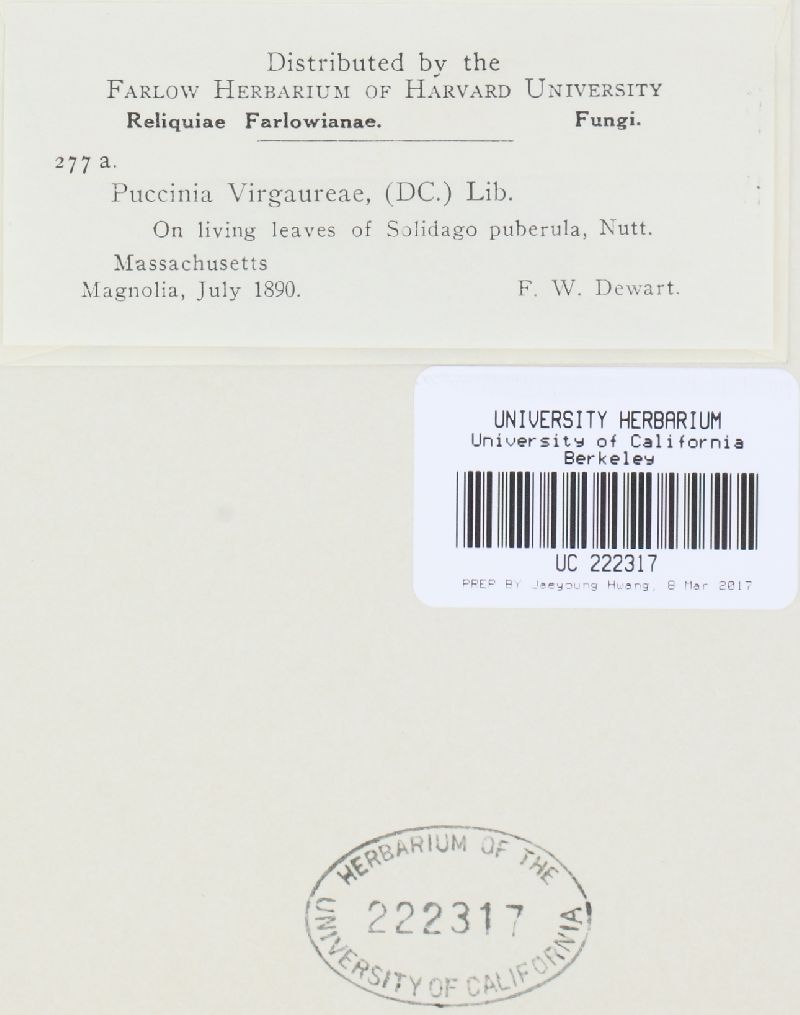 Distributed by the
FARLOW HERBARIUM OF HARVARD UNIVERSITY
Reliquiae Farlowianae. Fungi.
277 a.
Puccinia Virgaureae, (DC.) Lib.
On living leaves of Solidago puberula, Nutt.
Massachusetts
Magnolia, July 1890. F. W. Dewart.
UNIVERSITY HERBARIUM
University of California
Berkeley
UC 222317
PREP BY Jaeyoung Hwang, 8 Mar 2017
HERBARIUM OF THE
222317
UNIVERSITY OF CALIFORNIA